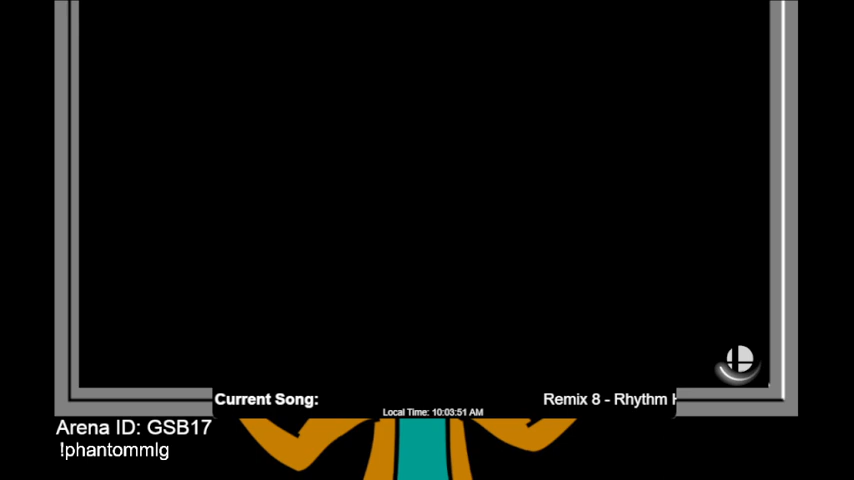 Current Song: Remix 8 - Rhythm
Local Time: 10:03:51 AM
Arena ID: GSB17
!phantommlg